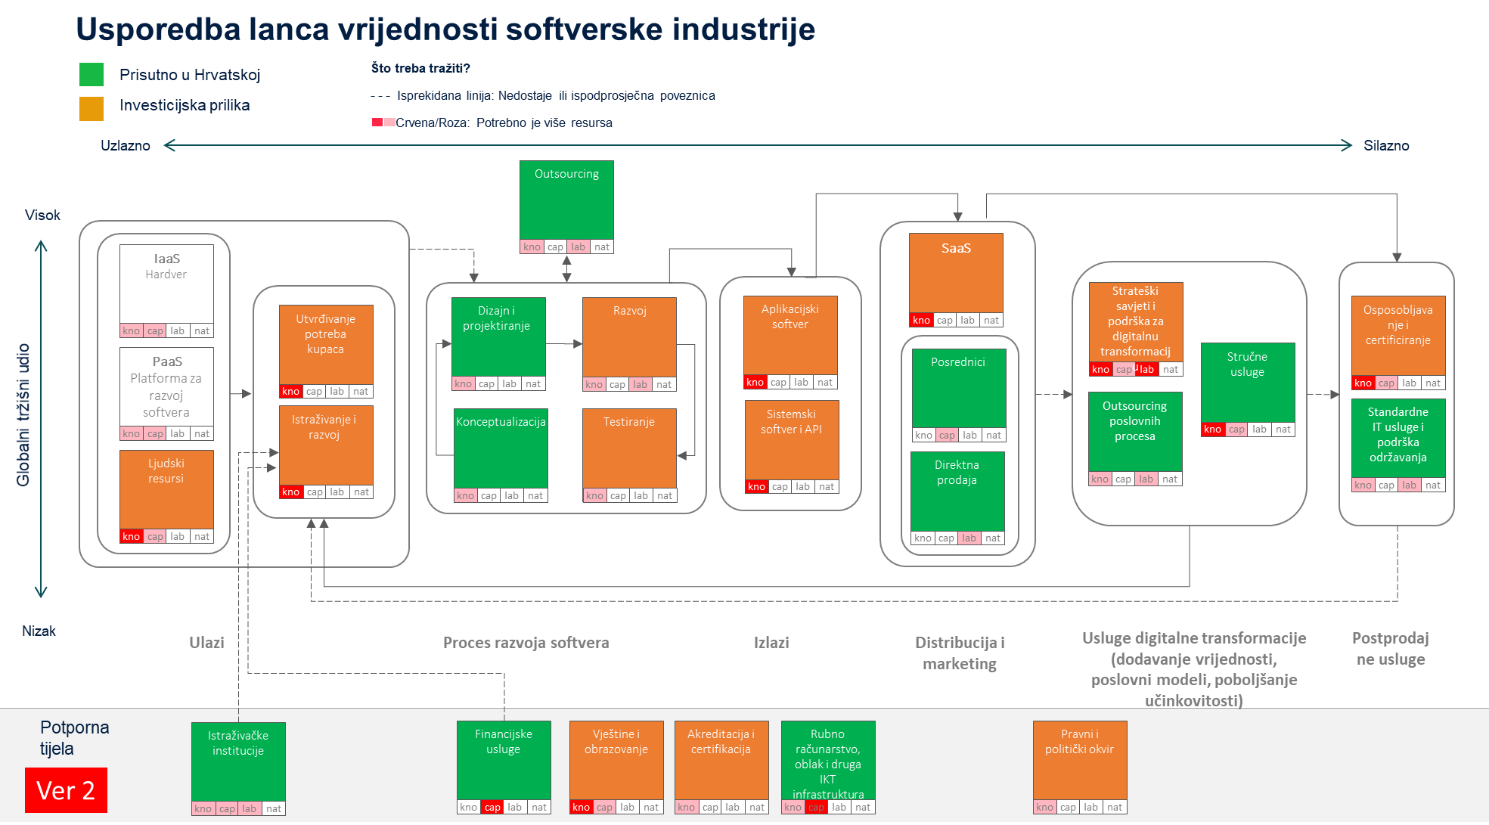 Usporedba lanca vrijednosti softverske industrije
Prisutno u Hrvatskoj
Investicijska prilika
Što treba tražiti?
Isprekidana linija: Nedostaje ili ispodprosječna poveznica
Crvena/Roza: Potrebno je više resursa
Uzlazno
Silazno
Visok
Globalni tržišni udio
Nizak
Outsourcing
kno cap lab nat
IaaS
Hardver
kno cap lab nat
PaaS
Platforma za
razvoj
softvera
kno cap lab nat
Ljudski
resursi
kno cap lab nat
Utvrđivanje
potreba
kupaca
kno cap lab nat
Istraživanje i
razvoj
kno cap lab nat
Dizajn i
projektiranje
kno cap lab nat
Razvoj
kno cap lab nat
Konceptualizacija
kno cap lab nat
Testiranje
kno cap lab nat
Aplikacijski
softver
kno cap lab nat
Sistemski
softver i API
kno cap lab nat
SaaS
kno cap lab nat
Posrednici
kno cap lab nat
Direktna
prodaja
kno cap lab nat
Strateški
savjeti i
podrška za
digitalnu
transformacij
u
kno cap lab nat
Outsourcing
poslovnih
procesa
kno cap lab nat
Stručne
usluge
kno cap lab nat
Osposobljava
nje i
certificiranje
kno cap lab nat
Standardne
IT usluge i
podrška
održavanja
kno cap lab nat
Ulazi
Proces razvoja softvera
Izlazi
Distribucija i
marketing
Usluge digitalne transformacije
(dodavanje vrijednosti,
poslovni modeli, poboljšanje
učinkovitosti)
Postprodaj
ne usluge
Potporna
tijela
Ver 2
Istraživačke
institucije
kno cap lab nat
Financijske
usluge
kno cap lab nat
Vještine i
obrazovanje
kno cap lab nat
Akreditacija i
certifikacija
kno cap lab nat
Rubno
računarstvo,
oblak i druga
IKT
infrastruktura
kno cap lab nat
Pravni i
politički okvir
kno cap lab nat